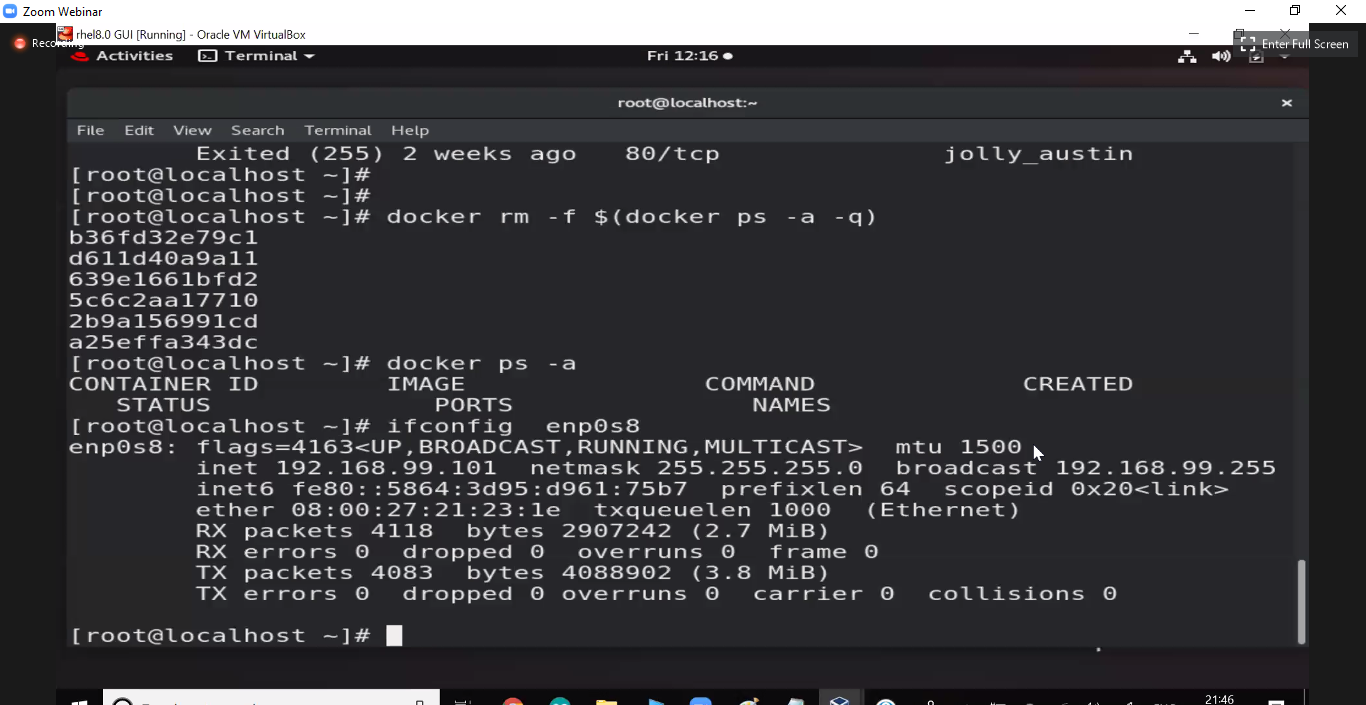 Zoom Webinar
rhel8.0 GUI [Running] - Oracle VM VirtualBox
Recording
Enter Full Screen
Activities Terminal Fri 12:16
root@localhost:~
File Edit View Search Terminal Help
Exited (255) 2 weeks ago 80/tcp jolly_austin
[root@localhost ~]#
[root@localhost ~]#
[root@localhost ~]# docker rm -f $(docker ps -a -q)
b36fd32e79c1
d611d40a9a11
639e1661bfd2
5c6c2aa17710
2b9a156991cd
a25effa343dc
[root@localhost ~]# docker ps -a
CONTAINER ID IMAGE COMMAND CREATED
STATUS PORTS NAMES
[root@localhost ~]# ifconfig enp0s8
enp0s8: flags=4163<UP,BROADCAST,RUNNING,MULTICAST> mtu 1500
inet 192.168.99.101 netmask 255.255.255.0 broadcast 192.168.99.255
inet6 fe80::5864:3d95:d961:75b7 prefixlen 64 scopeid 0x20<link>
ether 08:00:27:21:23:1e txqueuelen 1000 (Ethernet)
RX packets 4118 bytes 2907242 (2.7 MiB)
RX errors 0 dropped 0 overruns 0 frame 0
TX packets 4083 bytes 4088902 (3.8 MiB)
TX errors 0 dropped 0 overruns 0 carrier 0 collisions 0
[root@localhost ~]#
21:46